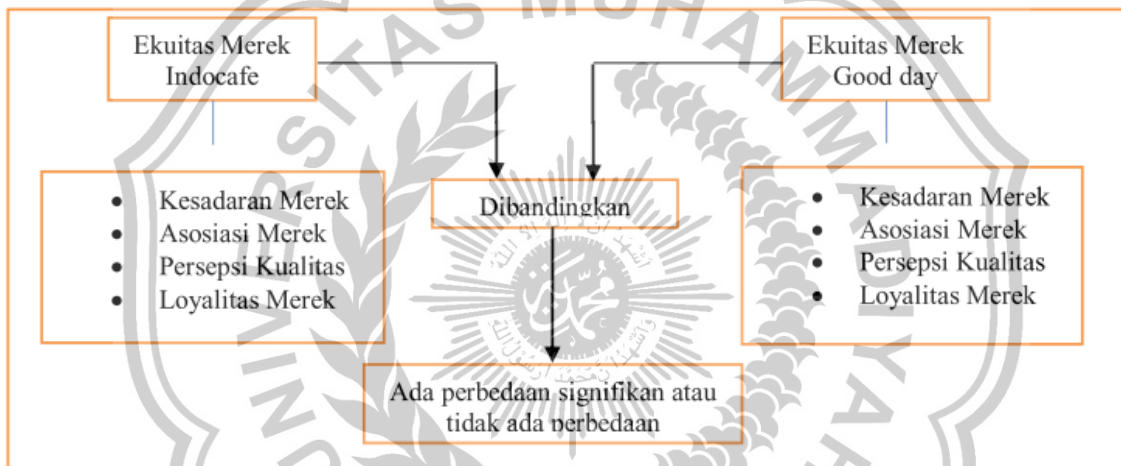 Ekuitas Merek
Indocafe
Ekuitas Merek
Good day
• Kesadaran Merek
• Asosiasi Merek
• Persepsi Kualitas
• Loyalitas Merek
Dibandingkan
• Kesadaran Merek
• Asosiasi Merek
• Persepsi Kualitas
• Loyalitas Merek
Ada perbedaan signifikan atau
tidak ada perbedaan